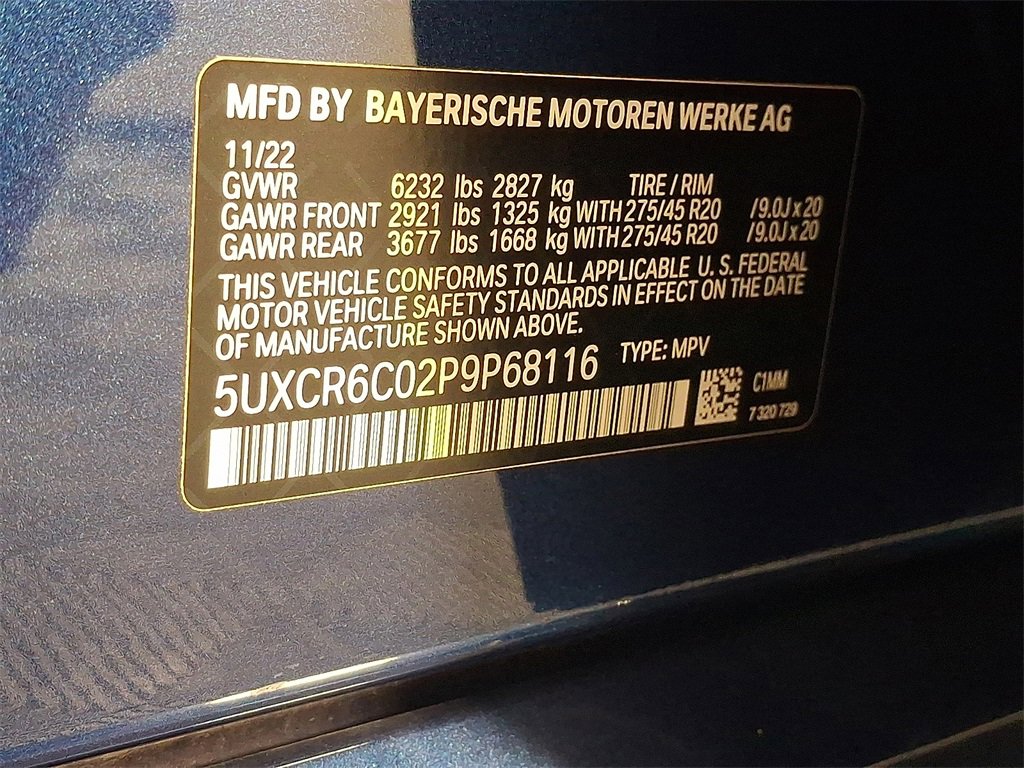 MFD BY BAYERISCHE MOTOREN WERKE AG
11/22
GVWR 6232 lbs 2827 kg TIRE / RIM
GAWR FRONT 2921 lbs 1325 kg WITH 275/45 R20 /9.0J x 20
GAWR REAR 3677 lbs 1668 kg WITH 275/45 R20 /9.0J x 20
THIS VEHICLE CONFORMS TO ALL APPLICABLE U. S. FEDERAL
MOTOR VEHICLE SAFETY STANDARDS IN EFFECT ON THE DATE
OF MANUFACTURE SHOWN ABOVE.
5UXCR6C02P9P68116 TYPE: MPV
C1MM
7 320 729